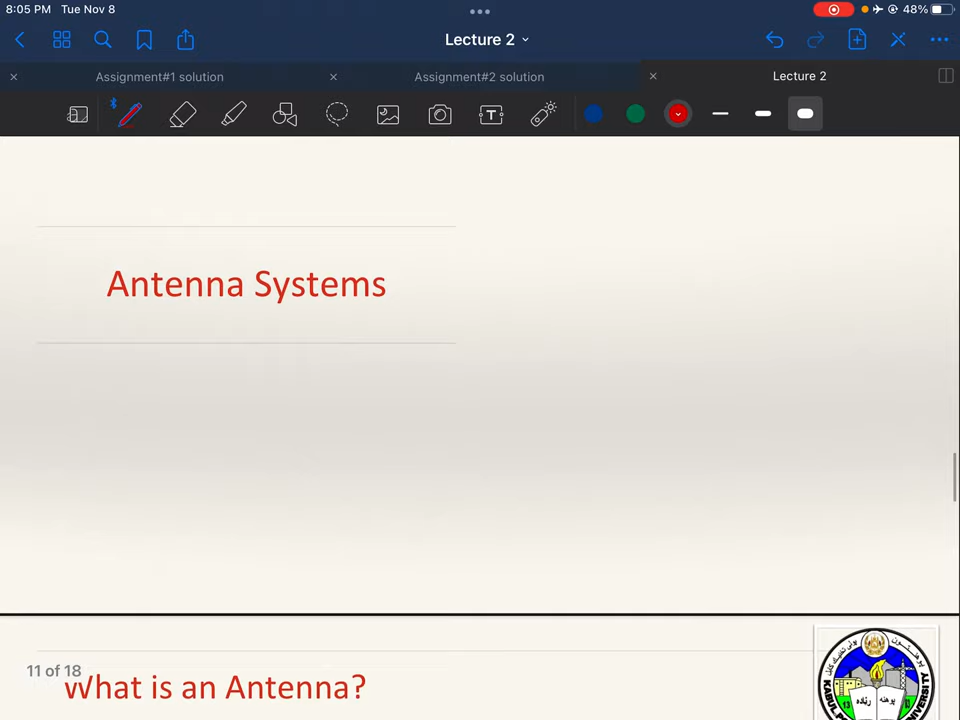 8:05 PM Tue Nov 8
48%
Lecture 2
Assignment#1 solution
Assignment#2 solution
Lecture 2
T
Antenna Systems
11 of 18
What is an Antenna?